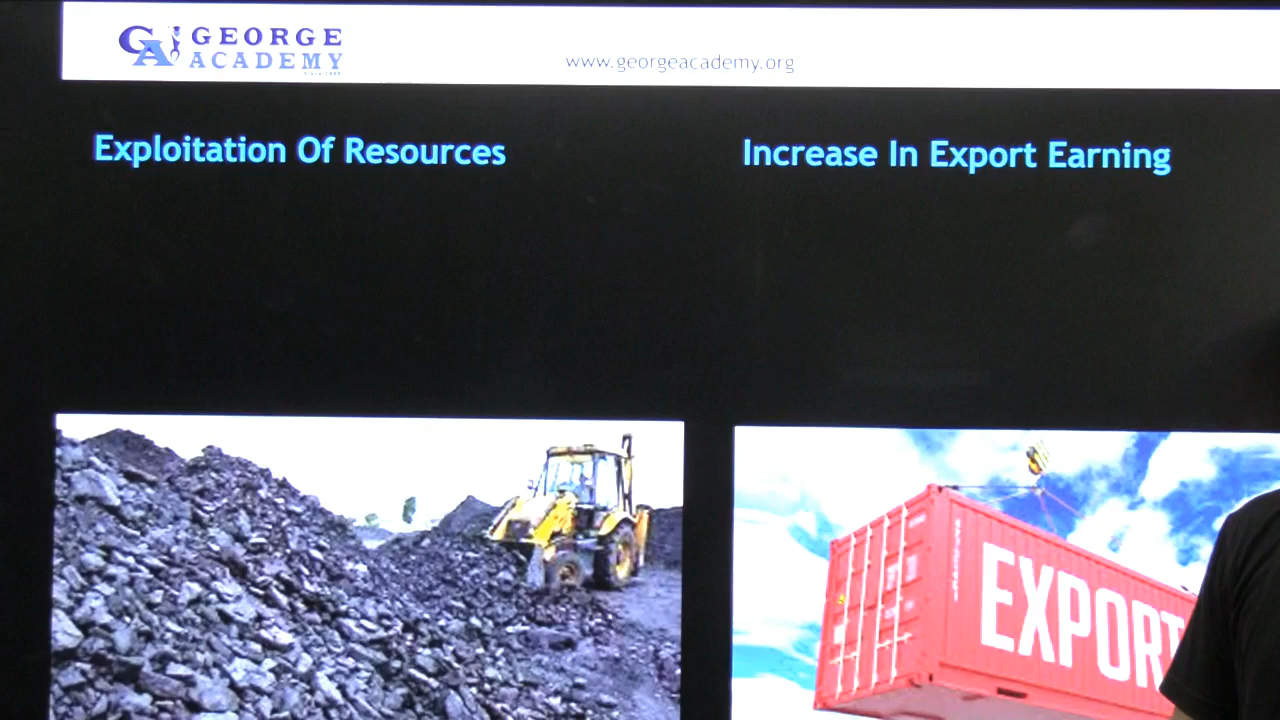 GEORGE
ACADEMY
www.georgeacademy.org
Exploitation Of Resources
Increase In Export Earning
EXPORT